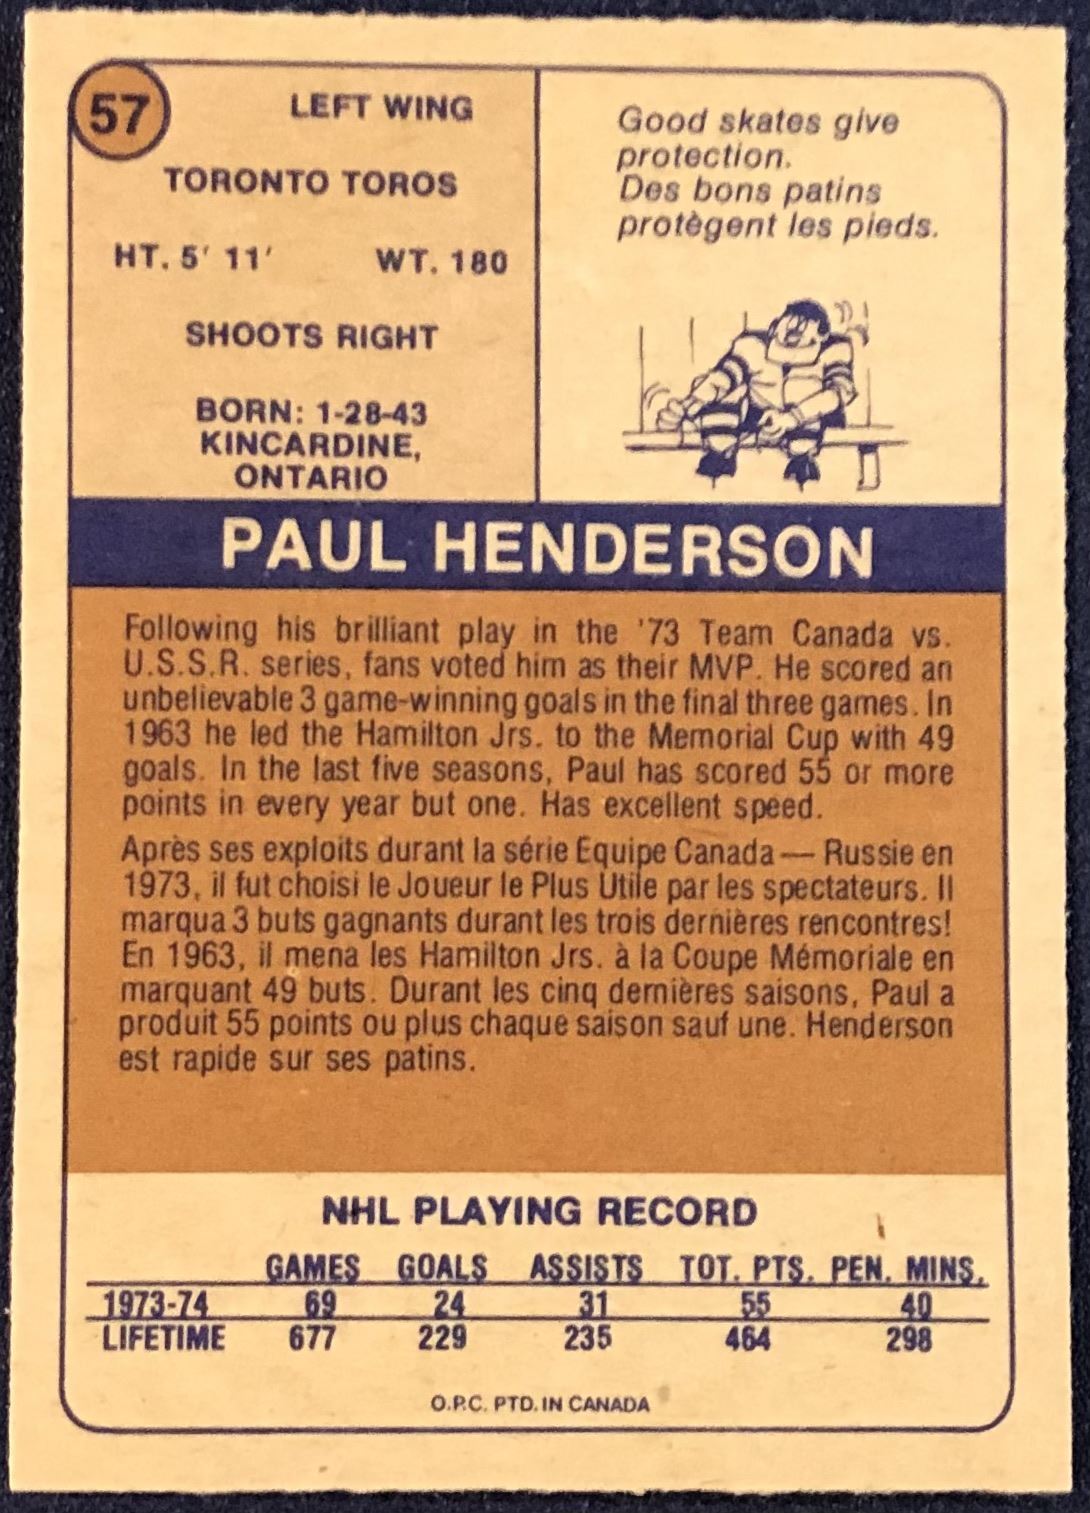 57
LEFT WING
TORONTO TOROS
HT. 5' 11' WT. 180
SHOOTS RIGHT
BORN: 1-28-43
KINCARDINE,
ONTARIO
Good skates give
protection.
Des bons patins
protègent les pieds.
PAUL HENDERSON
Following his brilliant play in the '73 Team Canada vs.
U.S.S.R. series, fans voted him as their MVP. He scored an
unbelievable 3 game-winning goals in the final three games. In
1963 he led the Hamilton Jrs. to the Memorial Cup with 49
goals. In the last five seasons, Paul has scored 55 or more
points in every year but one. Has excellent speed.
Après ses exploits durant la série Equipe Canada — Russie en
1973, il fut choisi le Joueur le Plus Utile par les spectateurs. Il
marqua 3 buts gagnants durant les trois dernières rencontres!
En 1963, il mena les Hamilton Jrs. à la Coupe Mémoriale en
marquant 49 buts. Durant les cinq dernières saisons, Paul a
produit 55 points ou plus chaque saison sauf une. Henderson
est rapide sur ses patins.
NHL PLAYING RECORD
GAMES GOALS ASSISTS TOT. PTS. PEN. MINS.
1973-74 69 24 31 55 40
LIFETIME 677 229 235 464 298
O.P.C. PTD. IN CANADA